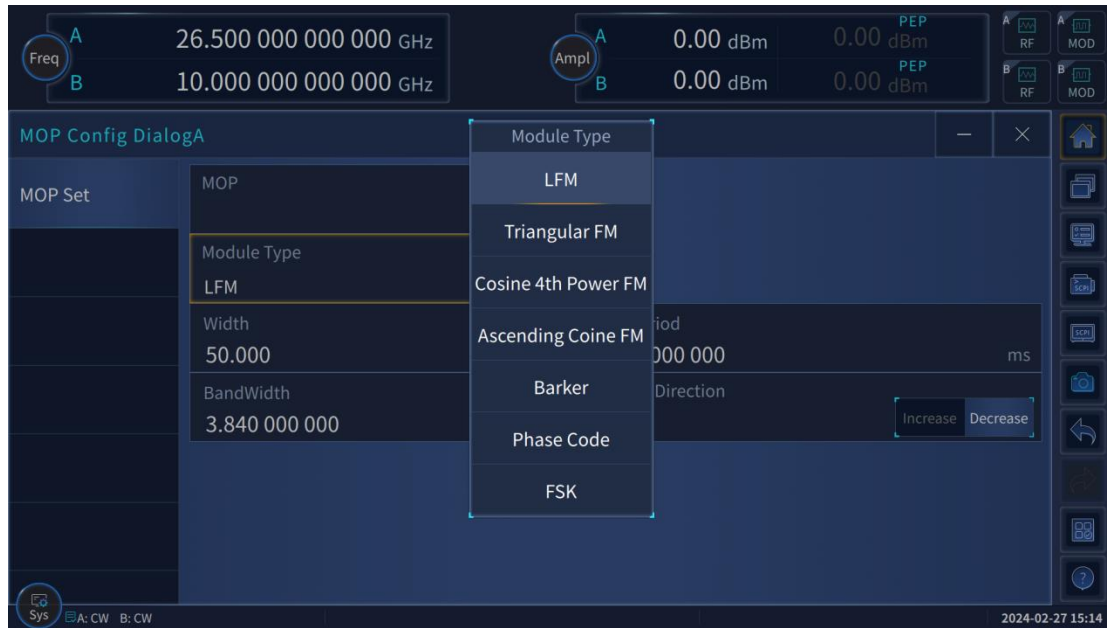 Freq
A 26.500 000 000 000 GHz
B 10.000 000 000 000 GHz
Ampl
PEP
A 0.00 dBm 0.00 dBm
PEP
B 0.00 dBm 0.00 dBm
A RF
A MOD
B RF
B MOD
MOP Config DialogA
MOP Set
MOP
Module Type
LFM
Width
50.000
iod
000 000 ms
BandWidth
3.840 000 000
Direction
Increase Decrease
Module Type
LFM
Triangular FM
Cosine 4th Power FM
Ascending Coine FM
Barker
Phase Code
FSK
SCPI
SCPI
Sys
A: CW B: CW
2024-02-27 15:14